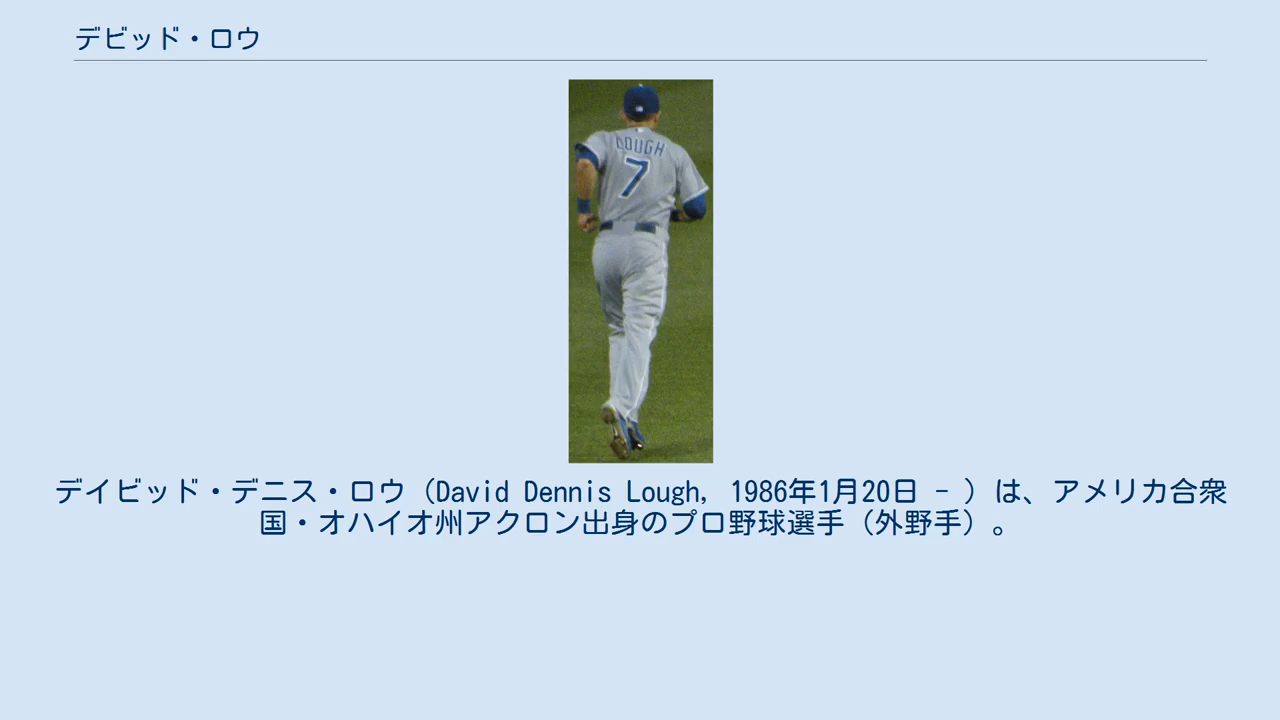 デビッド・ロウ
LOUGH
7
デイビッド・デニス・ロウ（David Dennis Lough, 1986年1月20日 - ）は、アメリカ合衆
国・オハイオ州アクロン出身のプロ野球選手（外野手）。